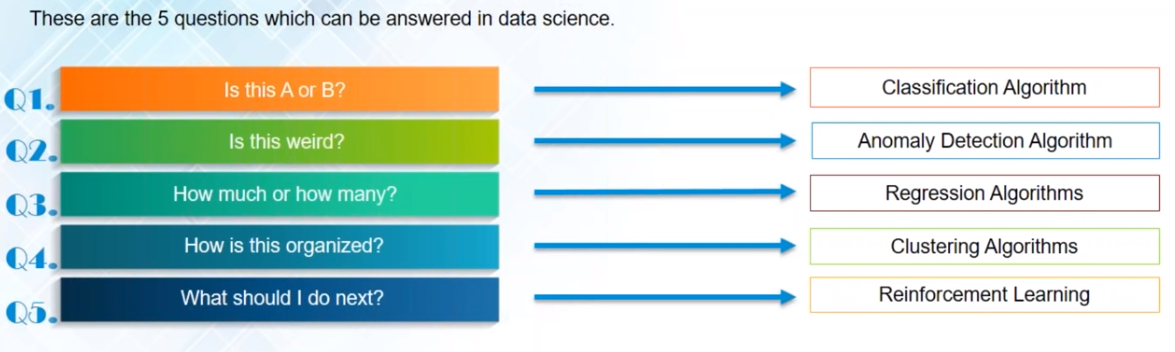 These are the 5 questions which can be answered in data science.
Q1. Is this A or B? Classification Algorithm
Q2. Is this weird? Anomaly Detection Algorithm
Q3. How much or how many? Regression Algorithms
Q4. How is this organized? Clustering Algorithms
Q5. What should I do next? Reinforcement Learning